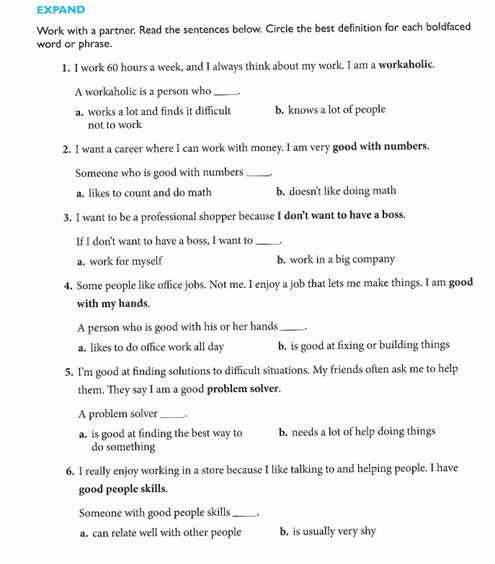 EXPAND
Work with a partner. Read the sentences below. Circle the best definition for each boldfaced
word or phrase.
1. I work 60 hours a week, and I always think about my work. I am a workaholic.
A workaholic is a person who ____.
a. works a lot and finds it difficult b. knows a lot of people
not to work
2. I want a career where I can work with money. I am very good with numbers.
Someone who is good with numbers ____.
a. likes to count and do math b. doesn't like doing math
3. I want to be a professional shopper because I don't want to have a boss.
If I don't want to have a boss, I want to ____.
a. work for myself b. work in a big company
4. Some people like office jobs. Not me. I enjoy a job that lets me make things. I am good
with my hands.
A person who is good with his or her hands ____.
a. likes to do office work all day b. is good at fixing or building things
5. I'm good at finding solutions to difficult situations. My friends often ask me to help
them. They say I am a good problem solver.
A problem solver ____.
a. is good at finding the best way to b. needs a lot of help doing things
do something
6. I really enjoy working in a store because I like talking to and helping people. I have
good people skills.
Someone with good people skills ____.
a. can relate well with other people b. is usually very shy